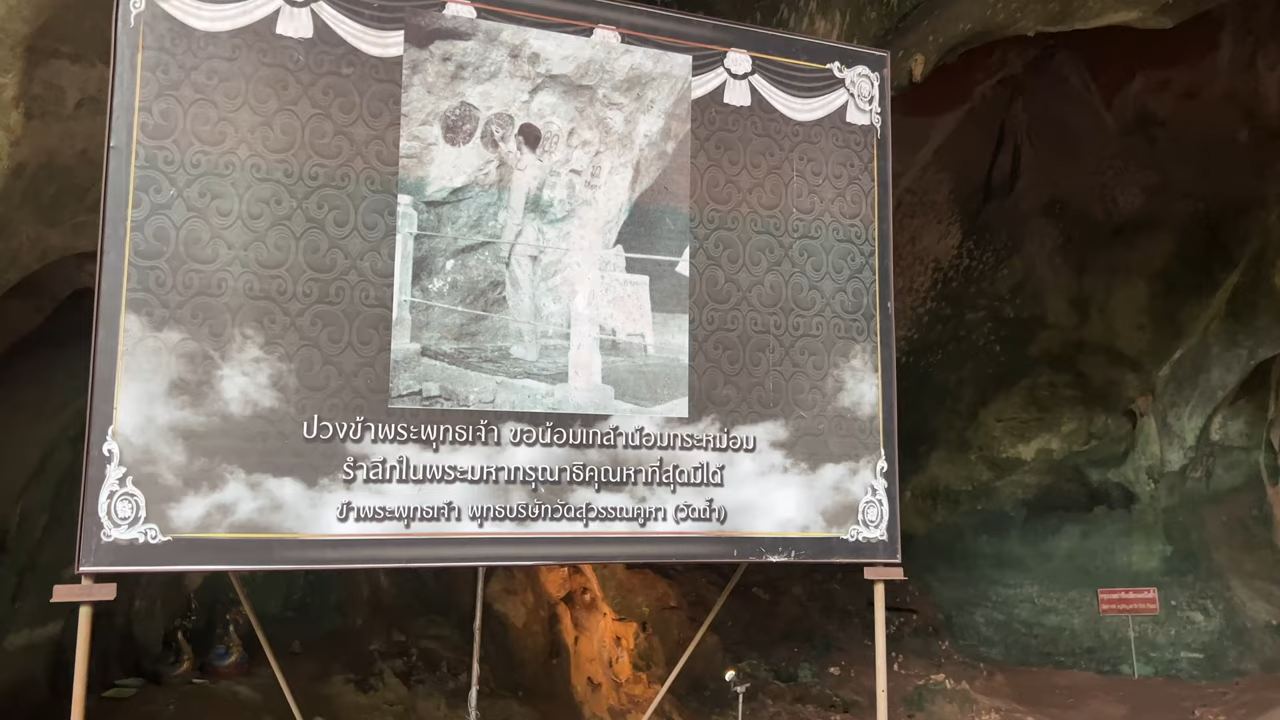 ปวงข้าพระพุทธเจ้า ขอน้อมเกล้าน้อมกระหม่อม
รำลึกในพระมหากรุณาธิคุณหาที่สุดมิได้
ข้าพระพุทธเจ้า พุทธบริษัทวัดสุวรรณคูหา (วัดถ้ำ)